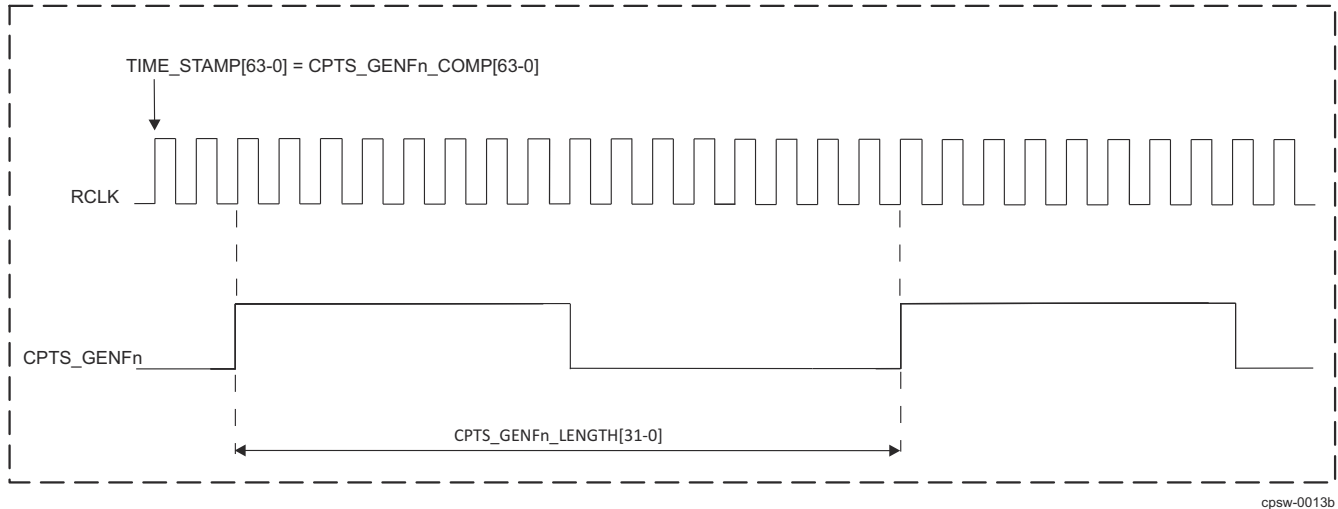 TIME_STAMP[63-0] = CPTS_GENFn_COMP[63-0]
RCLK
CPTS_GENFn
CPTS_GENFn_LENGTH[31-0]
cpsw-0013b